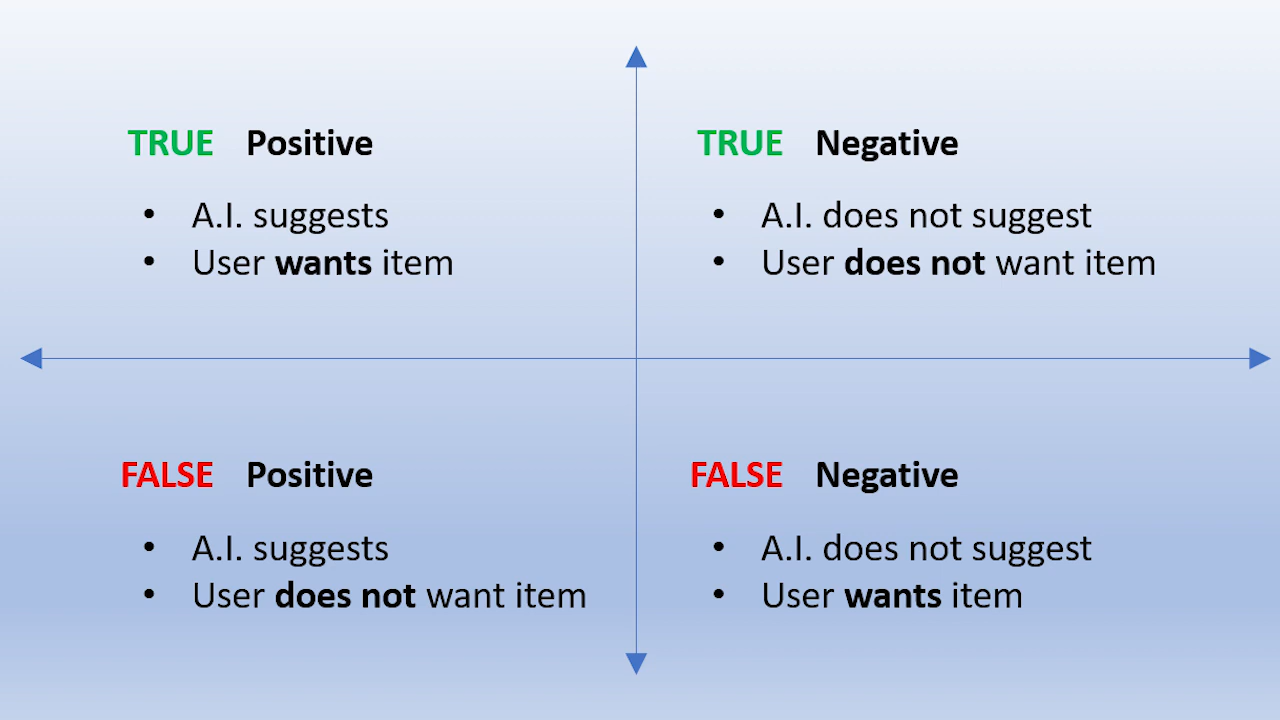 TRUE Positive
• A.I. suggests
• User wants item
TRUE Negative
• A.I. does not suggest
• User does not want item
FALSE Positive
• A.I. suggests
• User does not want item
FALSE Negative
• A.I. does not suggest
• User wants item